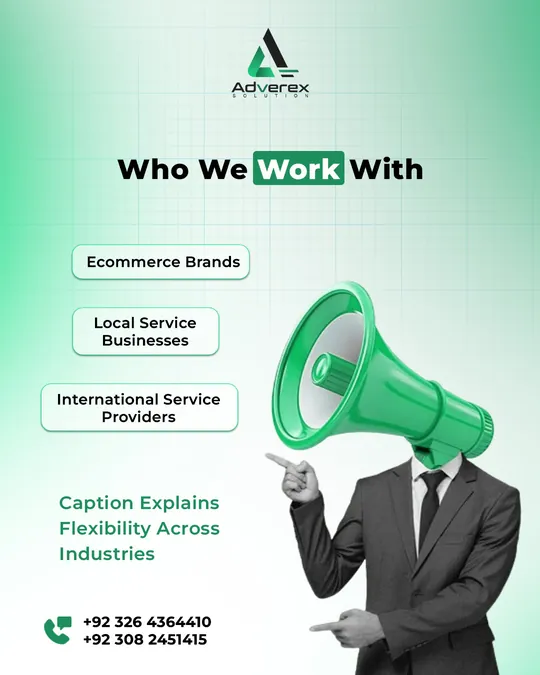 Adverex
SOLUTION
Who We Work With
Ecommerce Brands
Local Service
Businesses
International Service
Providers
Caption Explains
Flexibility Across
Industries
+92 326 4364410
+92 308 2451415